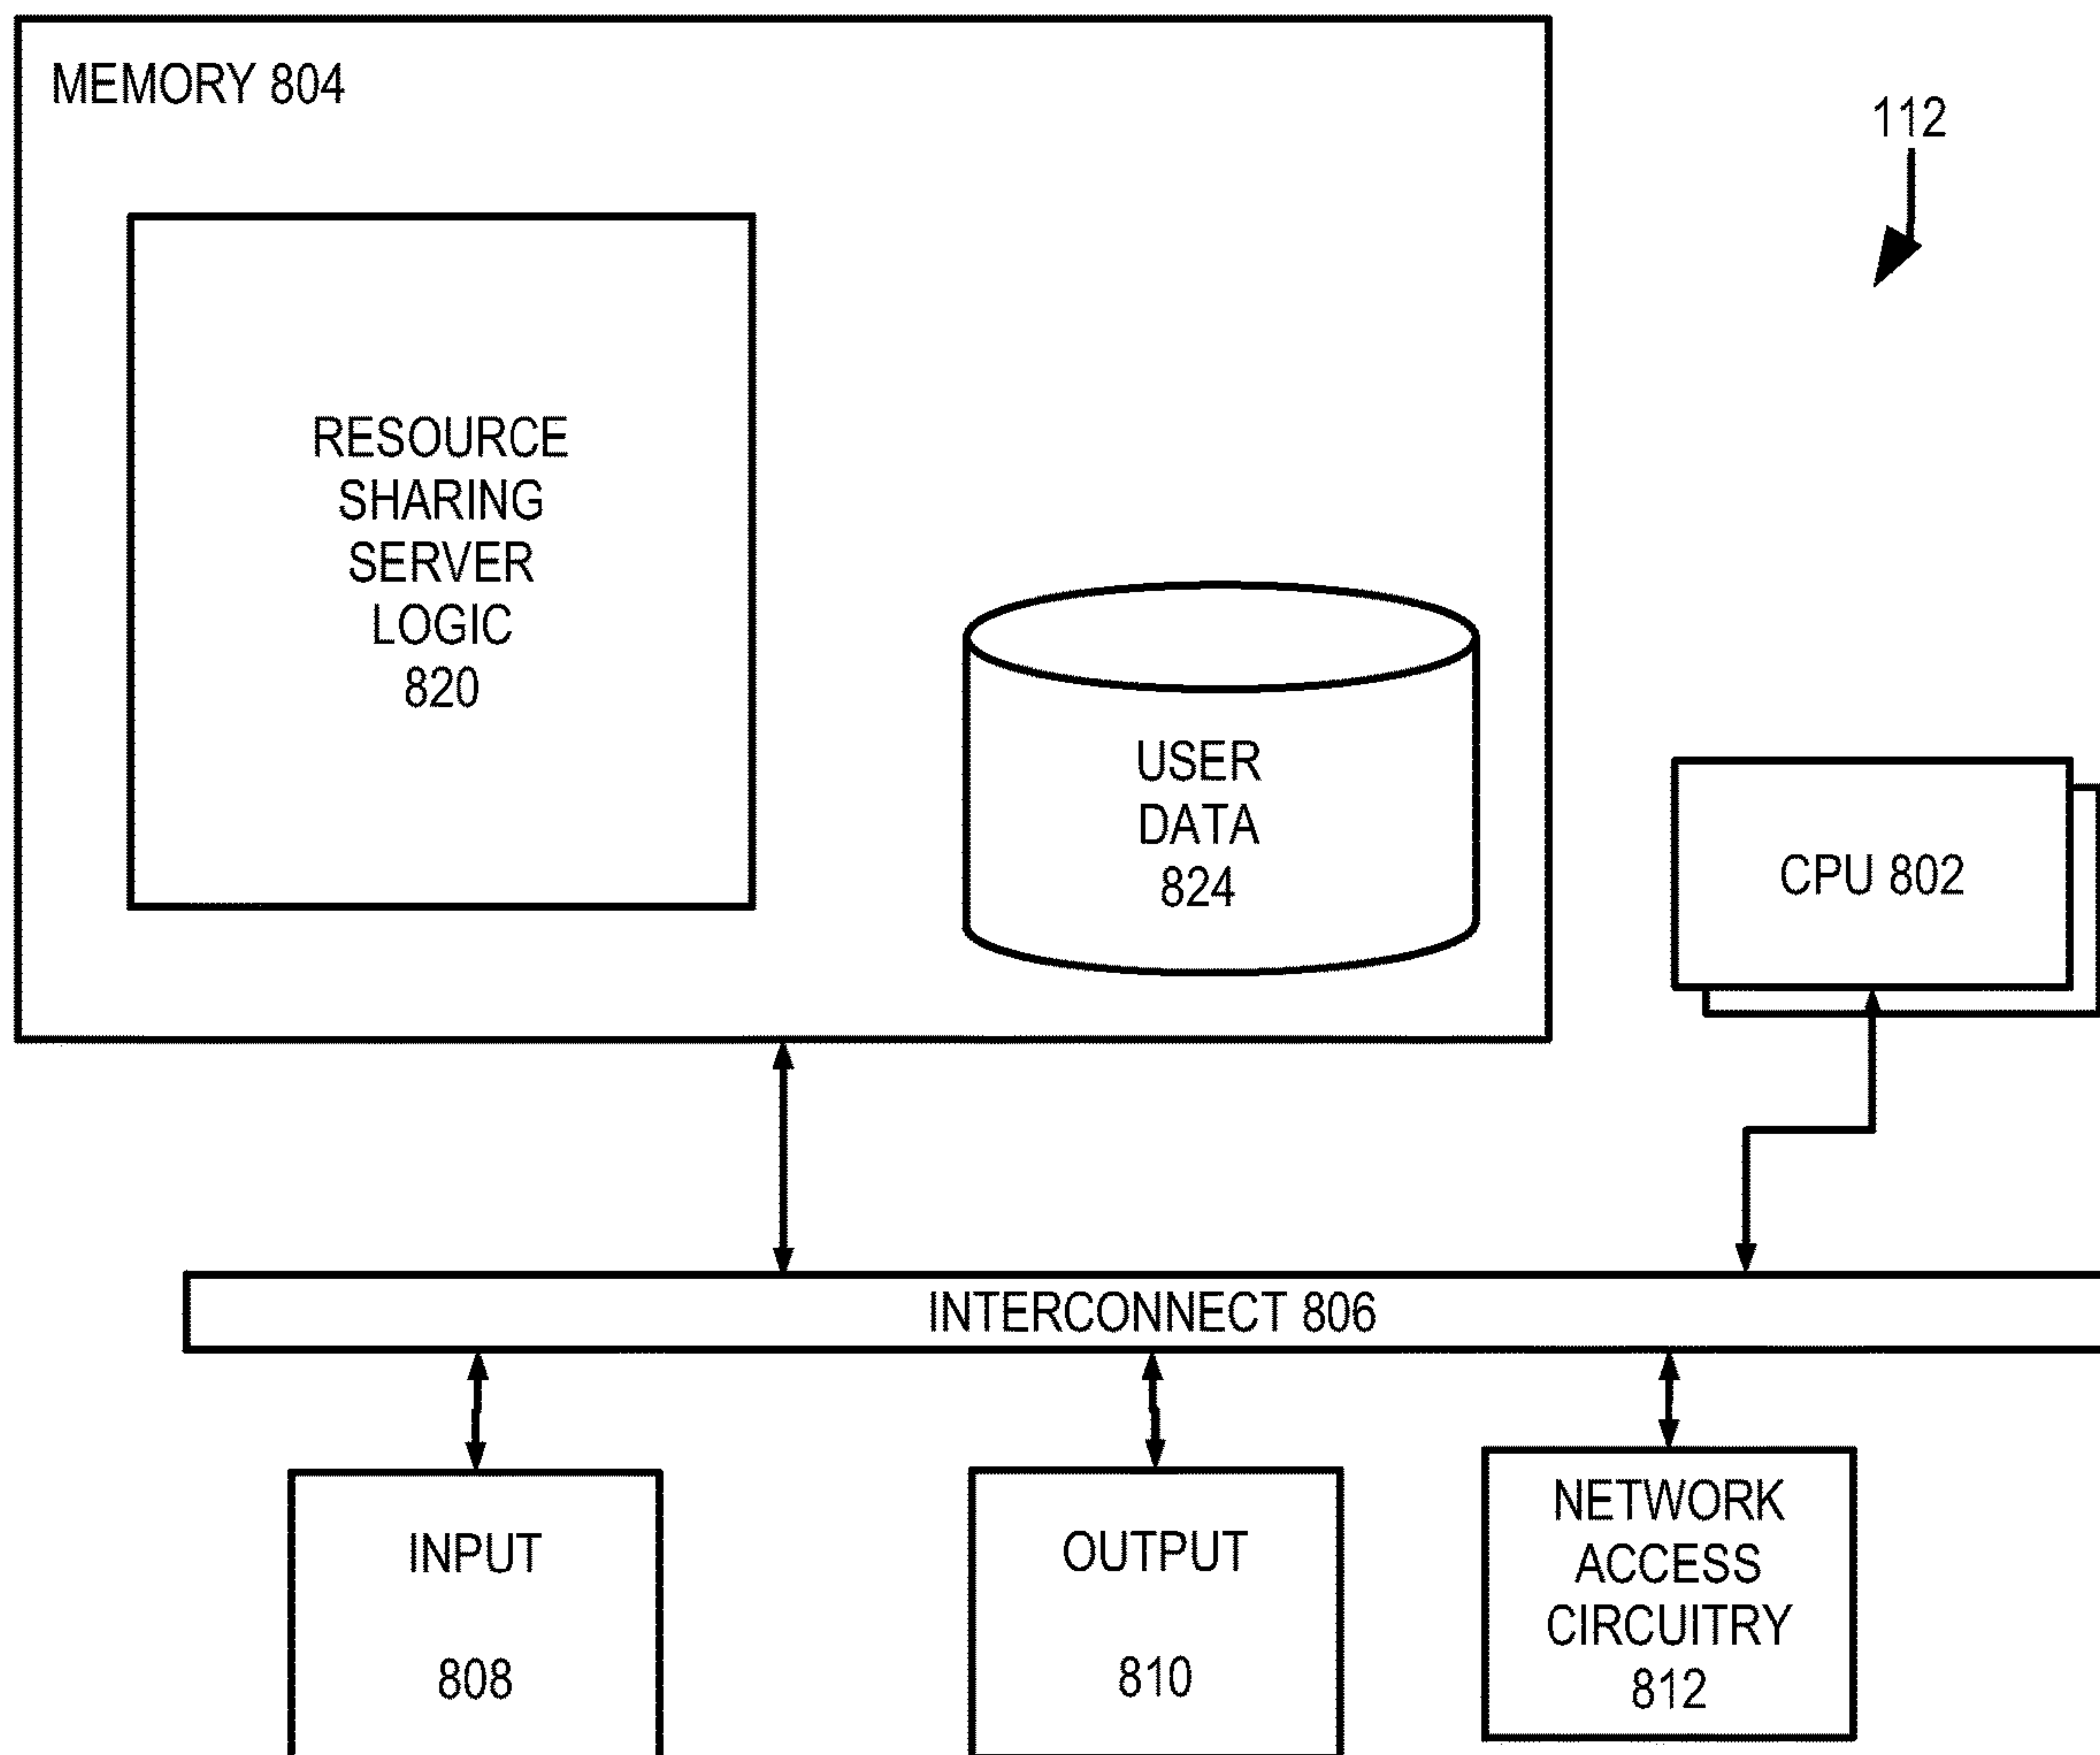 MEMORY 804
112
RESOURCE
SHARING
SERVER
LOGIC
820
USER
DATA
824
CPU 802
INTERCONNECT 806
INPUT
808
OUTPUT
810
NETWORK
ACCESS
CIRCUITRY
812